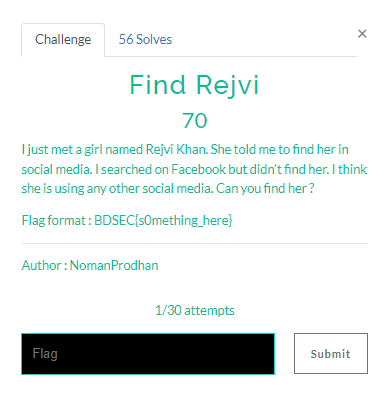 Challenge
56 Solves
×
Find Rejvi
70
I just met a girl named Rejvi Khan. She told me to find her in
social media. I searched on Facebook but didn't find her. I think
she is using any other social media. Can you find her ?
Flag format : BDSEC{s0mething_here}
Author : NomanProdhan
1/30 attempts
Flag
Submit